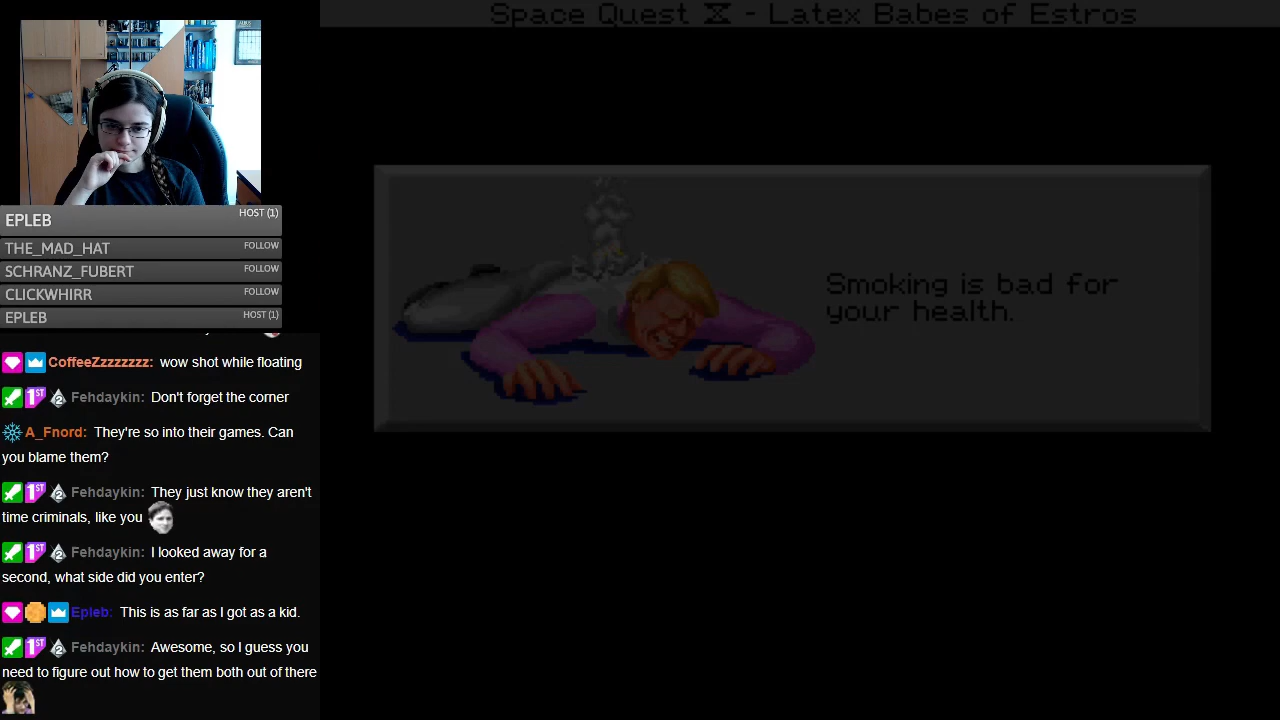 Space Quest X - Latex Babes of Estros
EPLEB HOST (1)
THE_MAD_HAT FOLLOW
SCHRANZ_FUBERT FOLLOW
CLICKWHIRR FOLLOW
EPLEB HOST (1)
Smoking is bad for
your health.
CoffeeZzzzzzzz: wow shot while floating
1ST 2 Fehdaykin: Don't forget the corner
A_Fnord: They're so into their games. Can
you blame them?
1ST 2 Fehdaykin: They just know they aren't
time criminals, like you
1ST 2 Fehdaykin: I looked away for a
second, what side did you enter?
Epleb: This is as far as I got as a kid.
1ST 2 Fehdaykin: Awesome, so I guess you
need to figure out how to get them both out of there